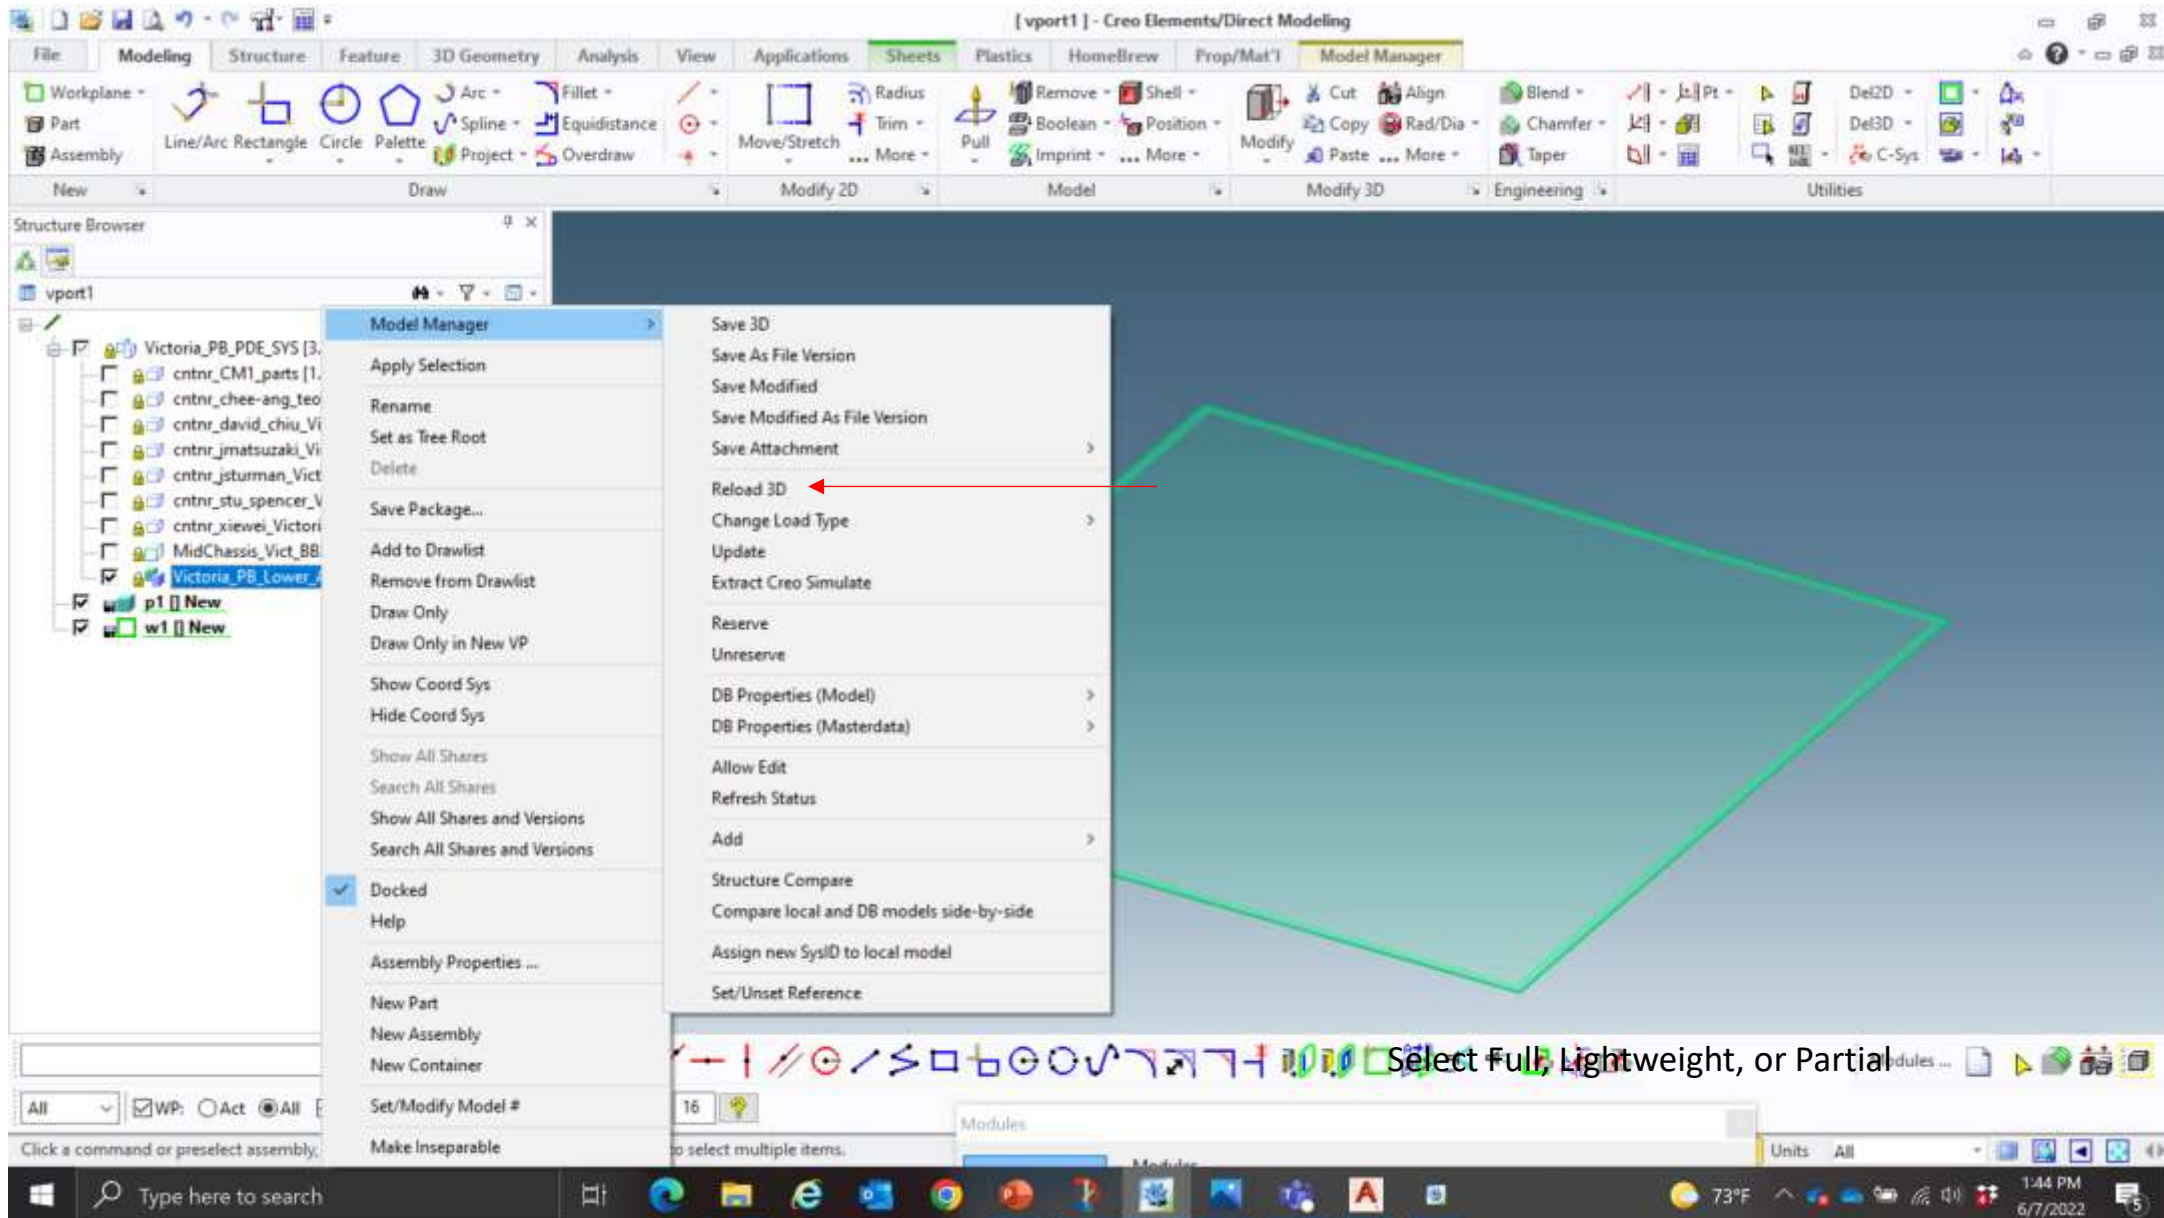 [ vport1 ] - Creo Elements/Direct Modeling
File Modeling Structure Feature 3D Geometry Analysis View Applications Sheets Plastics HomeBrew Prop/Mat'l Model Manager
Workplane Arc Fillet Radius Remove Shell Cut Align Blend Pt Del2D
Part Spline Equidistance Trim Boolean Position Copy Rad/Dia Chamfer Del3D
Line/Arc Rectangle Circle Palette Move/Stretch Pull Modify
Assembly Project Overdraw ... More Imprint ... More Paste ... More Taper C-Sys
New Draw Modify 2D Model Modify 3D Engineering Utilities
Structure Browser
vport1
Victoria_PB_PDE_SYS [3.
cntnr_CM1_parts [1.
cntnr_chee-ang_teo
cntnr_david_chiu_Vi
cntnr_jmatsuzaki_Vi
cntnr_jsturman_Vict
cntnr_stu_spencer_V
cntnr_xiewei_Victori
MidChassis_Vict_BB
Victoria_PB_Lower_A
p1 [] New
w1 [] New
Model Manager
Apply Selection
Rename
Set as Tree Root
Delete
Save Package...
Add to Drawlist
Remove from Drawlist
Draw Only
Draw Only in New VP
Show Coord Sys
Hide Coord Sys
Show All Shares
Search All Shares
Show All Shares and Versions
Search All Shares and Versions
Docked
Help
Assembly Properties ...
New Part
New Assembly
New Container
Set/Modify Model #
Make Inseparable
Save 3D
Save As File Version
Save Modified
Save Modified As File Version
Save Attachment
Reload 3D
Change Load Type
Update
Extract Creo Simulate
Reserve
Unreserve
DB Properties (Model)
DB Properties (Masterdata)
Allow Edit
Refresh Status
Add
Structure Compare
Compare local and DB models side-by-side
Assign new SysID to local model
Set/Unset Reference
Select Full, Lightweight, or Partial
odules ...
All WP: Act All 16
Modules
Click a command or preselect assembly, o select multiple items. Units All
Modules
Type here to search 73°F 1:44 PM
6/7/2022
5